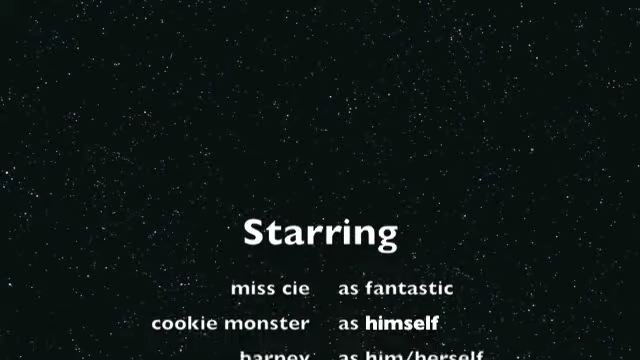 Starring
miss cie as fantastic
cookie monster as himself
barney as him/herself